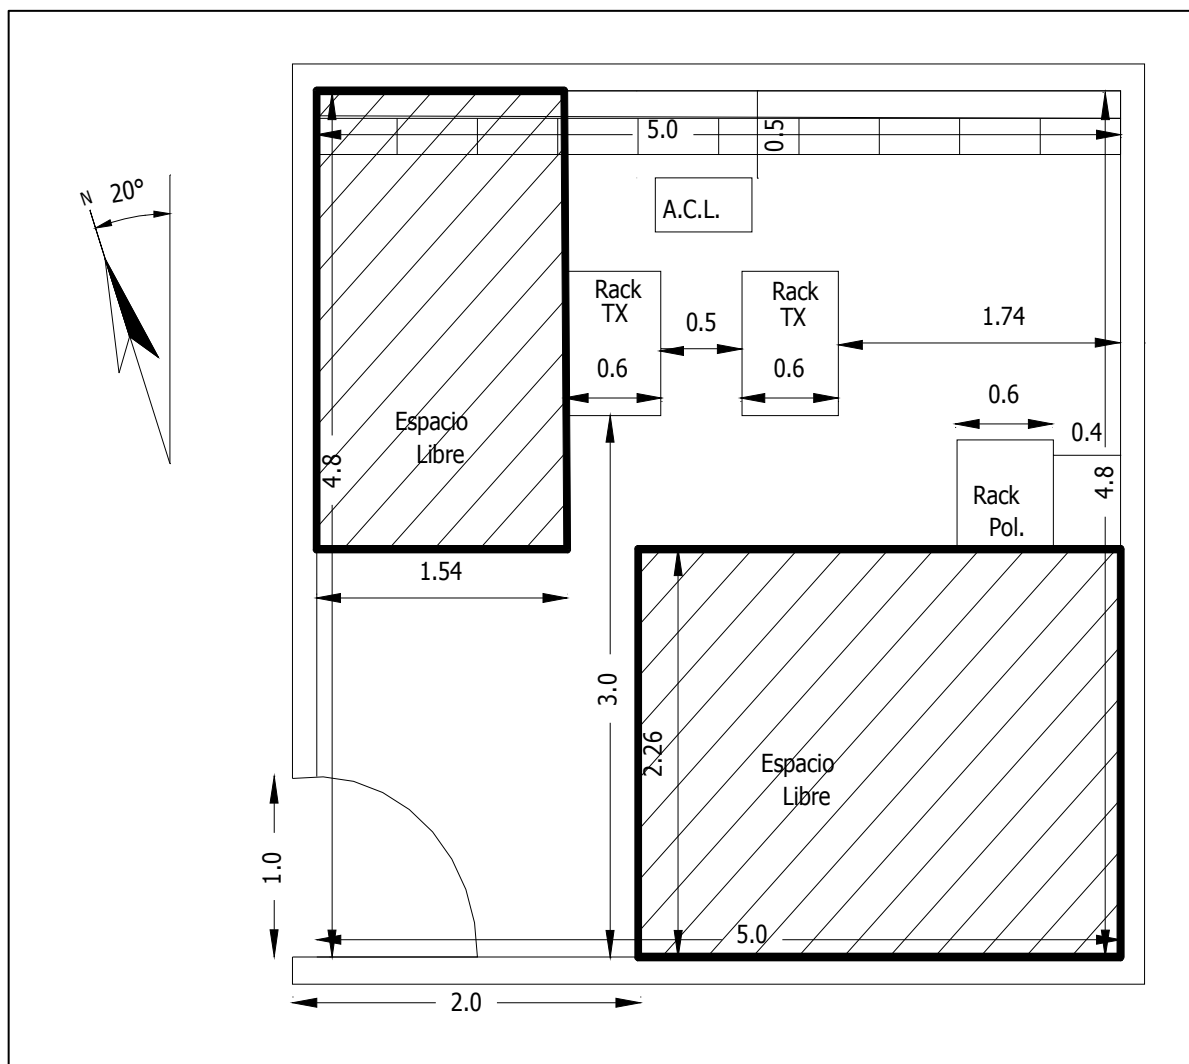 5.0
0.5
N
20°
A.C.L.
Rack
TX
Rack
TX
0.5
1.74
0.6
0.6
0.6
0.4
Espacio
Libre
4.8
4.8
Rack
Pol.
1.54
3.0
2.26
Espacio
Libre
1.0
5.0
2.0